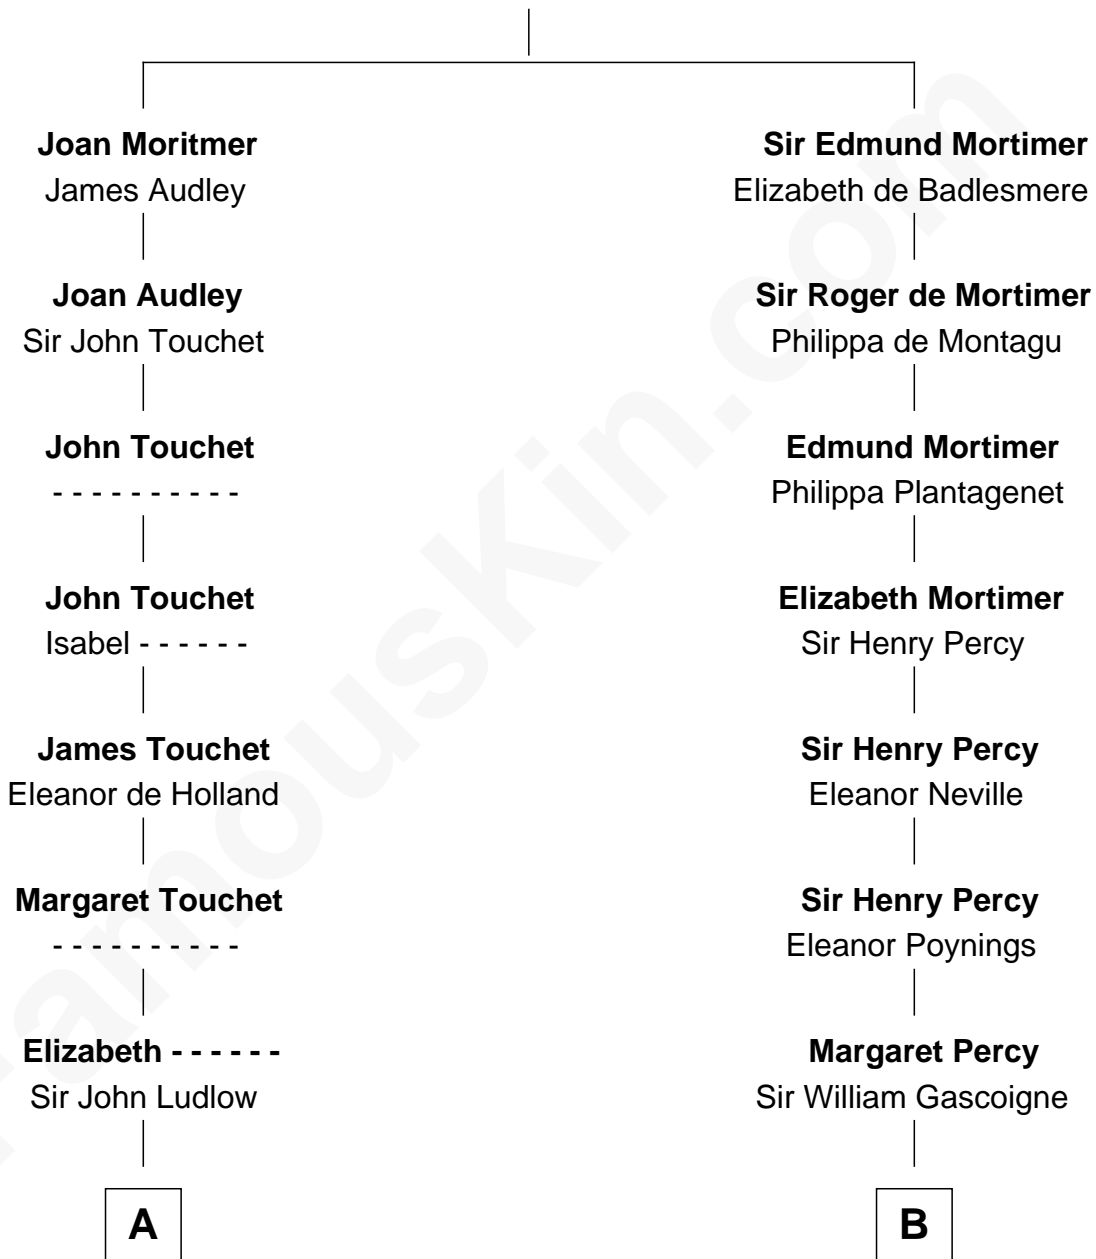 Joan Moritmer
James Audley
Joan Audley
Sir John Touchet
John Touchet
- - - - - - - - - -
John Touchet
Isabel - - - - - -
James Touchet
Eleanor de Holland
Margaret Touchet
- - - - - - - - - -
Elizabeth - - - - - -
Sir John Ludlow
A
Sir Edmund Mortimer
Elizabeth de Badlesmere
Sir Roger de Mortimer
Philippa de Montagu
Edmund Mortimer
Philippa Plantagenet
Elizabeth Mortimer
Sir Henry Percy
Sir Henry Percy
Eleanor Neville
Sir Henry Percy
Eleanor Poynings
Margaret Percy
Sir William Gascoigne
B
FamousKin.com